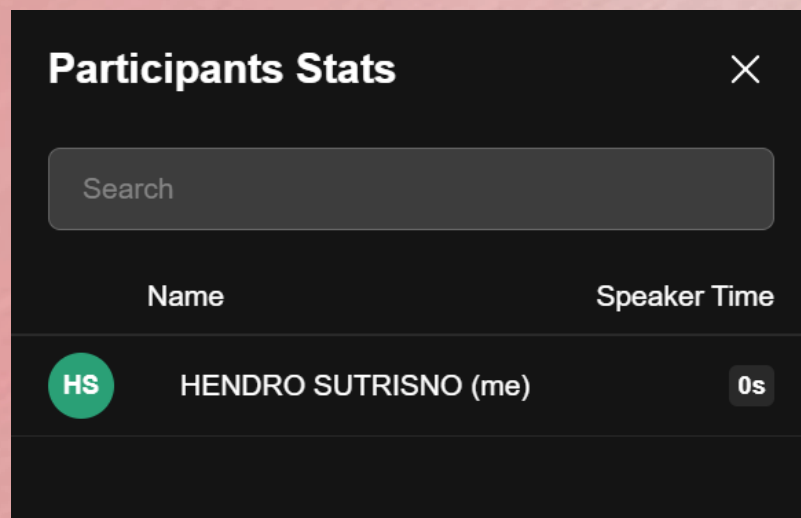 Participants Stats
Search
Name Speaker Time
HS HENDRO SUTRISNO (me) 0s